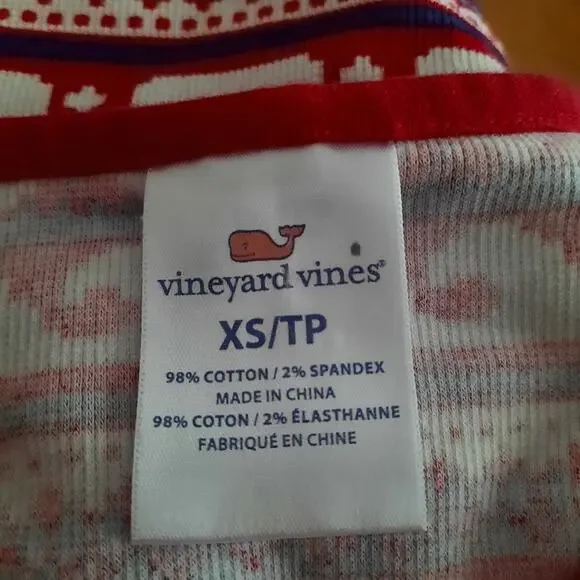 vineyard vines®
XS/TP
98% COTTON / 2% SPANDEX
MADE IN CHINA
98% COTON / 2% ÉLASTHANNE
FABRIQUÉ EN CHINE